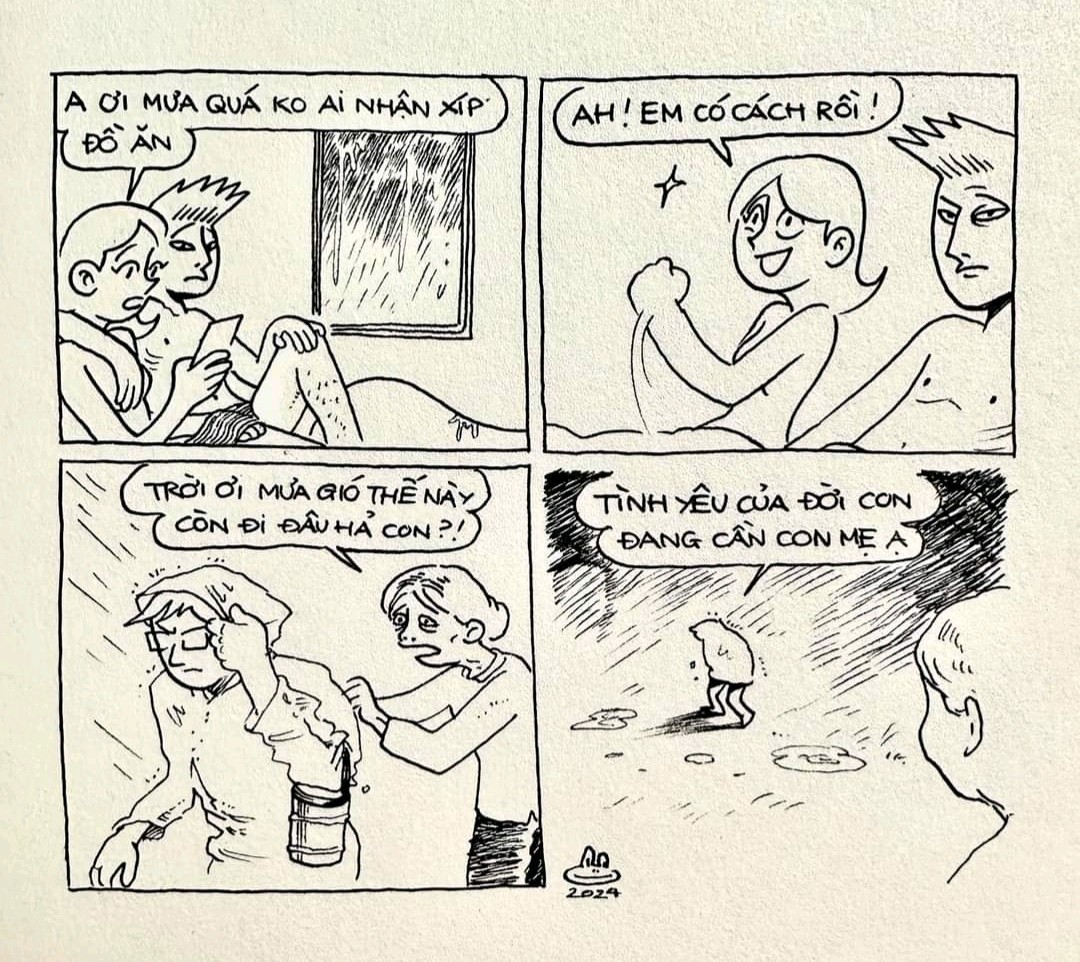 A ƠI MƯA QUÁ KO AI NHẬN XÍP
ĐỒ ĂN
AH! EM CÓ CÁCH RỒI!
TRỜI ƠI MƯA GIÓ THẾ NÀY
CÒN ĐI ĐÂU HẢ CON?!
TÌNH YÊU CỦA ĐỜI CON
ĐANG CẦN CON MẸ Ạ
2024